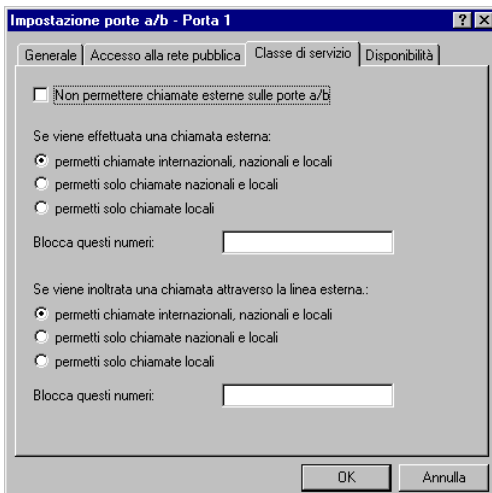 Impostazione porte a/b - Porta 1
Generale Accesso alla rete pubblica Classe di servizio Disponibilità
Non permettere chiamate esterne sulle porte a/b
Se viene effettuata una chiamata esterna:
permetti chiamate internazionali, nazionali e locali
permetti solo chiamate nazionali e locali
permetti solo chiamate locali
Blocca questi numeri:
Se viene inoltrata una chiamata attraverso la linea esterna.:
permetti chiamate internazionali, nazionali e locali
permetti solo chiamate nazionali e locali
permetti solo chiamate locali
Blocca questi numeri:
OK Annulla